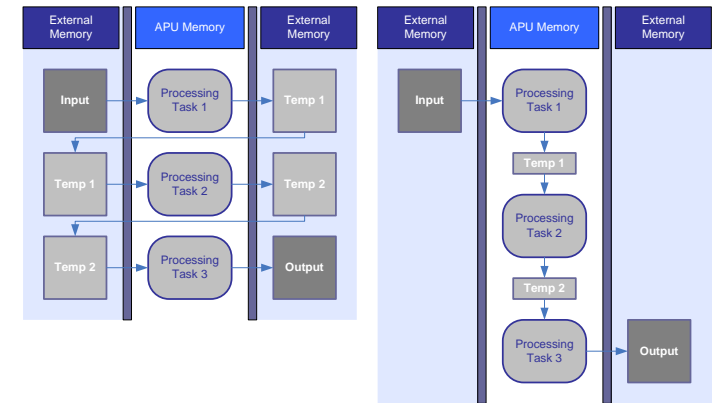 External
Memory
APU Memory
External
Memory
Input
Processing
Task 1
Temp 1
Temp 1
Processing
Task 2
Temp 2
Temp 2
Processing
Task 3
Output
External
Memory
APU Memory
External
Memory
Input
Processing
Task 1
Temp 1
Processing
Task 2
Temp 2
Processing
Task 3
Output